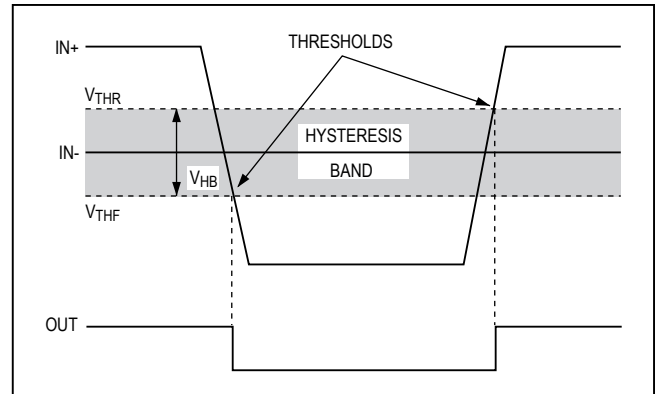 IN+
THRESHOLDS
VTHR
HYSTERESIS
IN-
BAND
VHB
VTHF
OUT